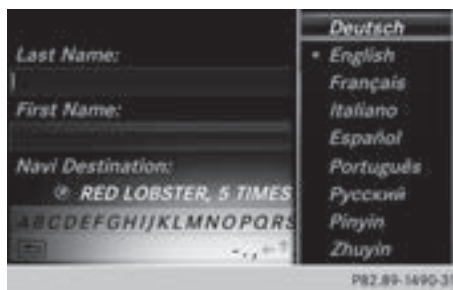 Last Name:
First Name:
Navi Destination:
RED LOBSTER, 5 TIMES
ABCDEFGHIJKLMNOPQRS
-.,←↑
Deutsch
• English
Français
Italiano
Español
Português
Русский
Pinyin
Zhuyin
P82.89-1490-31